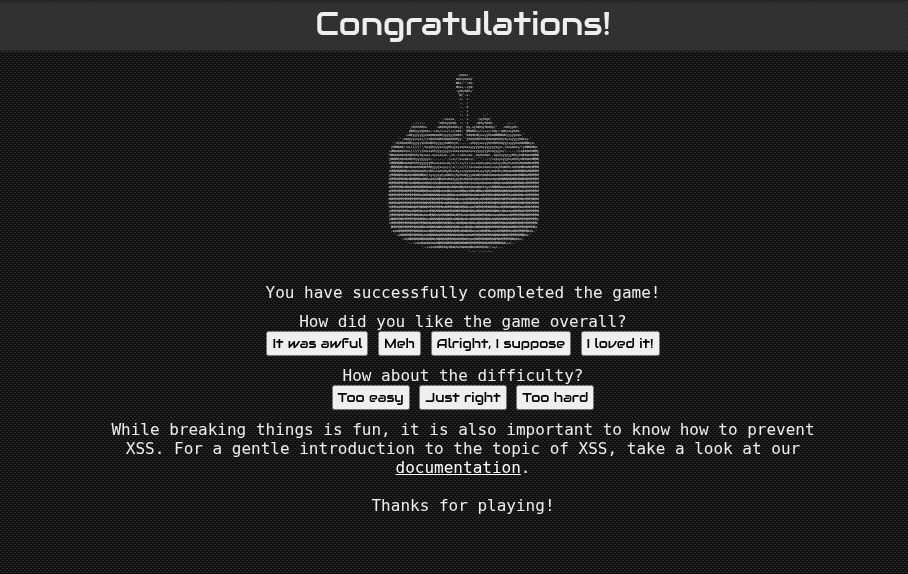 Congratulations!
You have successfully completed the game!
How did you like the game overall?
It was awful Meh Alright, I suppose I loved it!
How about the difficulty?
Too easy Just right Too hard
While breaking things is fun, it is also important to know how to prevent
XSS. For a gentle introduction to the topic of XSS, take a look at our
documentation.
Thanks for playing!